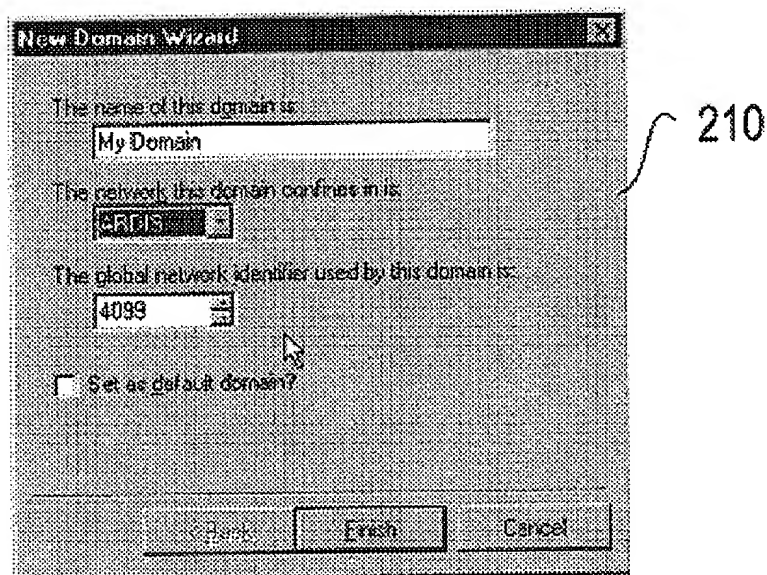 New Domain Wizard
The name of this domain is:
My Domain
210
The network this domain confines in is:
ARDIS
The global network identifier used by this domain is:
4099
Set as default domain?
< Back
Finish
Cancel